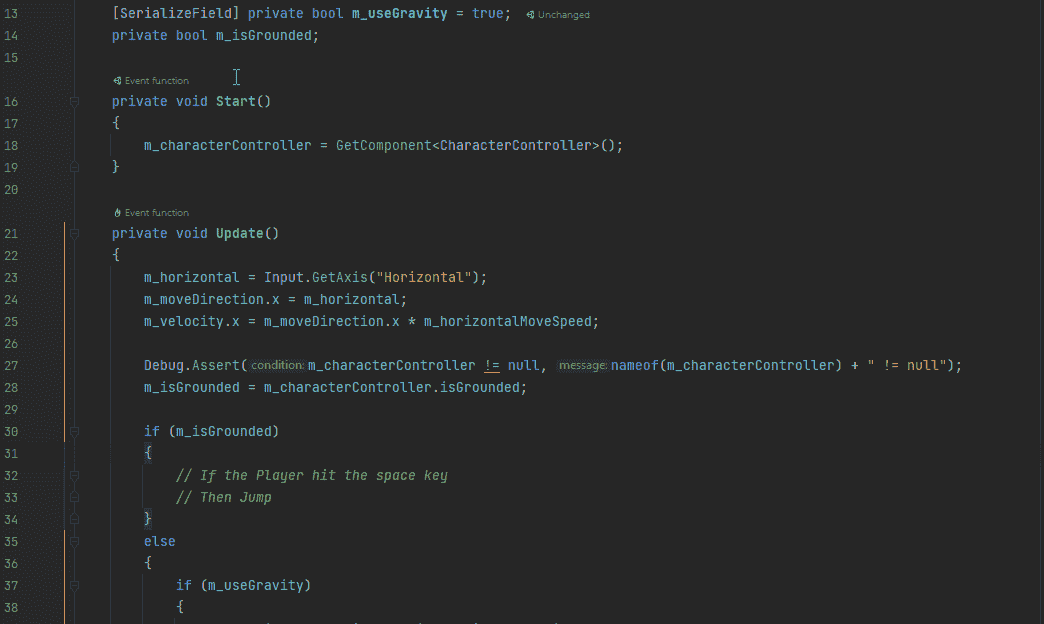 13 [SerializeField] private bool m_useGravity = true; Unchanged
14 private bool m_isGrounded;
15
Event function
16 private void Start()
17 {
18 m_characterController = GetComponent<CharacterController>();
19 }
20
Event function
21 private void Update()
22 {
23 m_horizontal = Input.GetAxis("Horizontal");
24 m_moveDirection.x = m_horizontal;
25 m_velocity.x = m_moveDirection.x * m_horizontalMoveSpeed;
26
27 Debug.Assert( condition: m_characterController != null, message: nameof(m_characterController) + " != null");
28 m_isGrounded = m_characterController.isGrounded;
29
30 if (m_isGrounded)
31 {
32 // If the Player hit the space key
33 // Then Jump
34 }
35 else
36 {
37 if (m_useGravity)
38 {